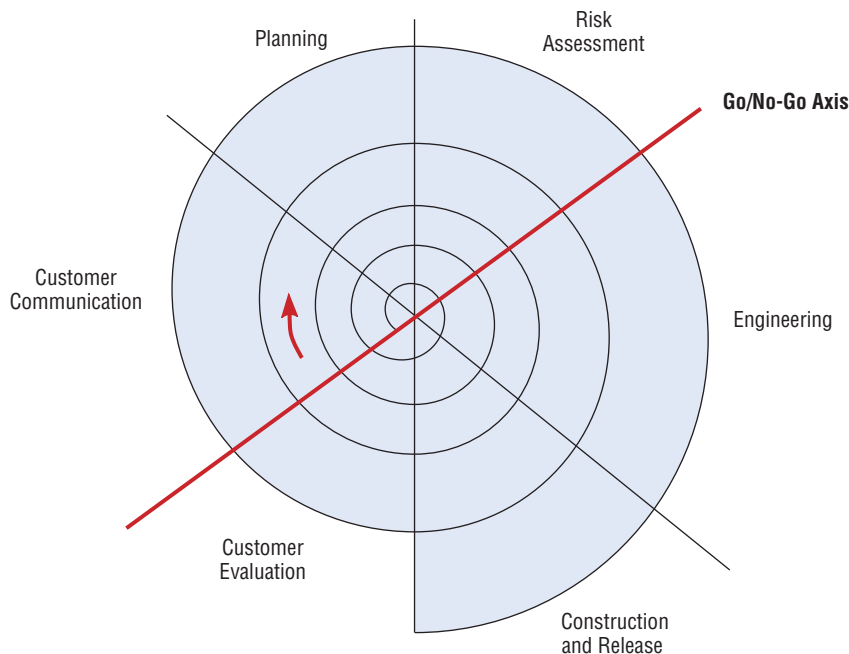 Planning
Risk
Assessment
Go/No-Go Axis
Customer
Communication
Engineering
Customer
Evaluation
Construction
and Release